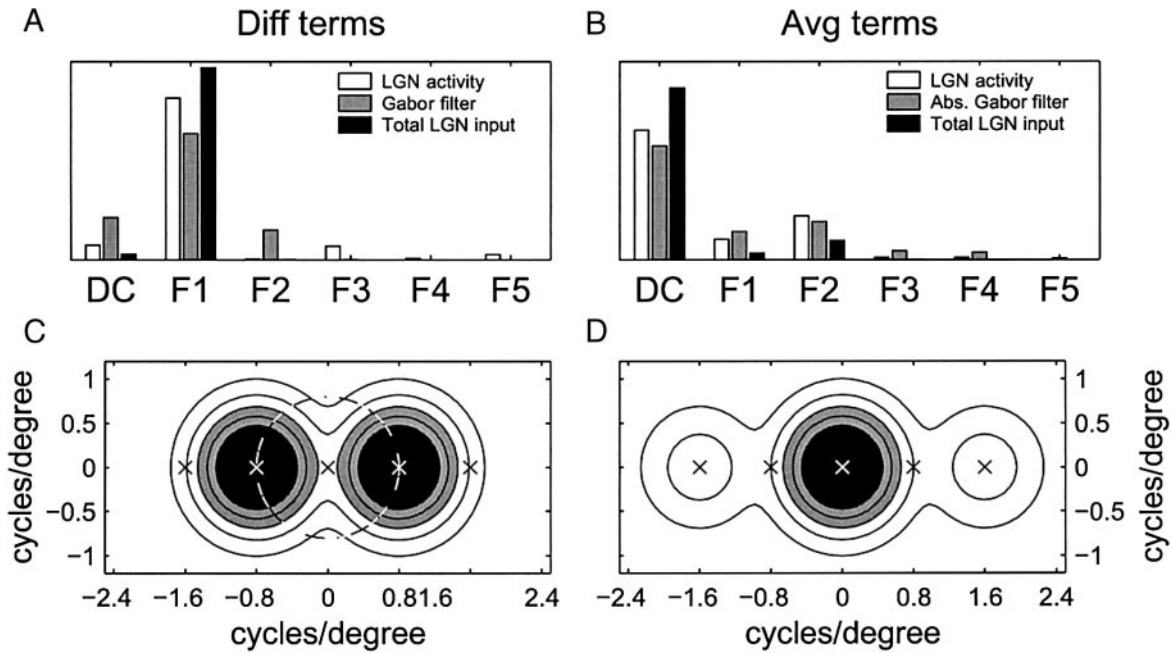 A
Diff terms
B
Avg terms
LGN activity
Gabor filter
Total LGN input
LGN activity
Abs. Gabor filter
Total LGN input
DC F1 F2 F3 F4 F5
DC F1 F2 F3 F4 F5
C
D
1
0.5
0
−0.5
−1
cycles/degree
1
0.5
0
−0.5
−1
cycles/degree
−2.4 −1.6 −0.8 0 0.81.6 2.4
−2.4 −1.6 −0.8 0 0.8 1.6 2.4
cycles/degree
cycles/degree